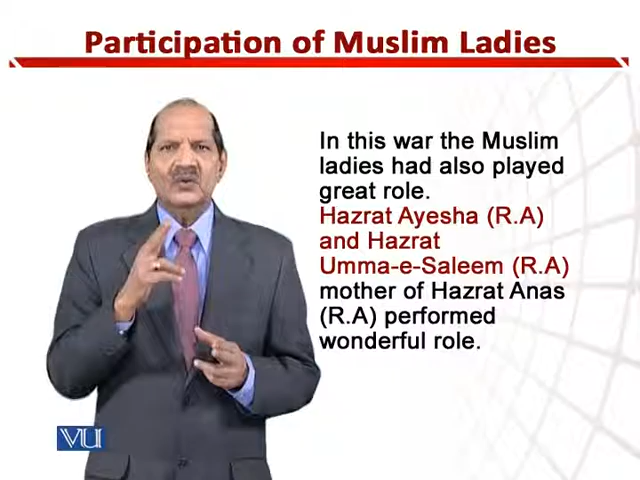 Participation of Muslim Ladies
In this war the Muslim
ladies had also played
great role.
Hazrat Ayesha (R.A)
and Hazrat
Umma-e-Saleem (R.A)
mother of Hazrat Anas
(R.A) performed
wonderful role.
VU